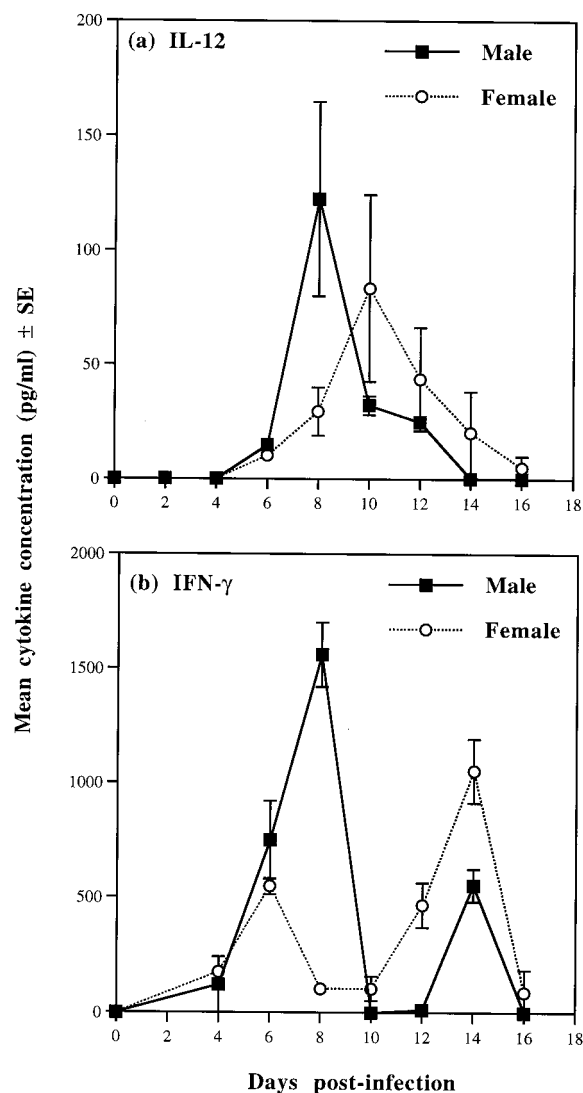 (a) IL-12
Male
Female
200
150
100
50
0
0 2 4 6 8 10 12 14 16 18
(b) IFN-γ
Male
Female
2000
1500
1000
500
0
0 2 4 6 8 10 12 14 16 18
Mean cytokine concentration (pg/ml) ± SE
Days post-infection